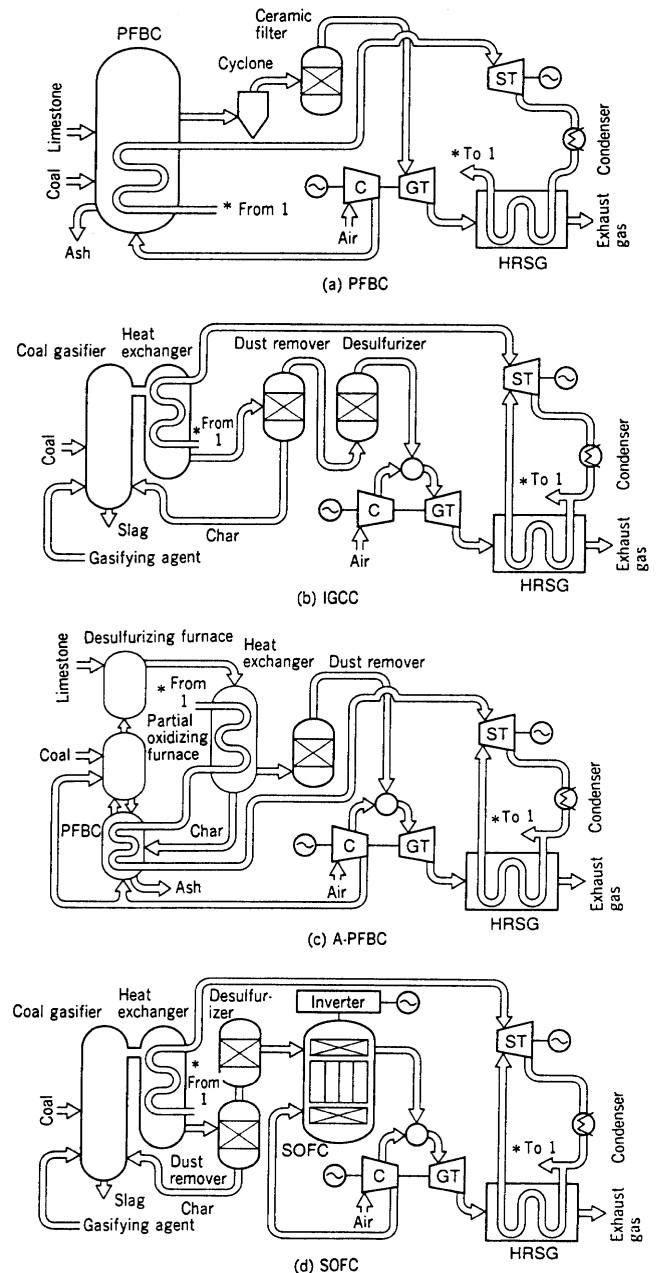 Ceramic
filter
PFBC
Cyclone
ST
Limestone
Coal
Condenser
* To 1
* From 1
C
GT
Air
Ash
HRSG
Exhaust
gas
(a) PFBC
Coal gasifier
Heat
exchanger
Dust remover
Desulfurizer
ST
* From
1
Coal
Condenser
* To 1
C
GT
Slag
Char
Gasifying agent
Air
HRSG
Exhaust
gas
(b) IGCC
Desulfurizing furnace
Heat
exchanger
Dust remover
Limestone
* From
1
Partial
oxidizing
furnace
ST
Coal
Condenser
PFBC
Char
* To 1
C
GT
Air
Ash
HRSG
Exhaust
gas
(c) A-PFBC
Coal gasifier
Heat
exchanger
Desulfur-
izer
Inverter
ST
*
From
1
Coal
Condenser
SOFC
* To 1
Dust
remover
C
GT
Slag
Char
Gasifying agent
Air
HRSG
Exhaust
gas
(d) SOFC